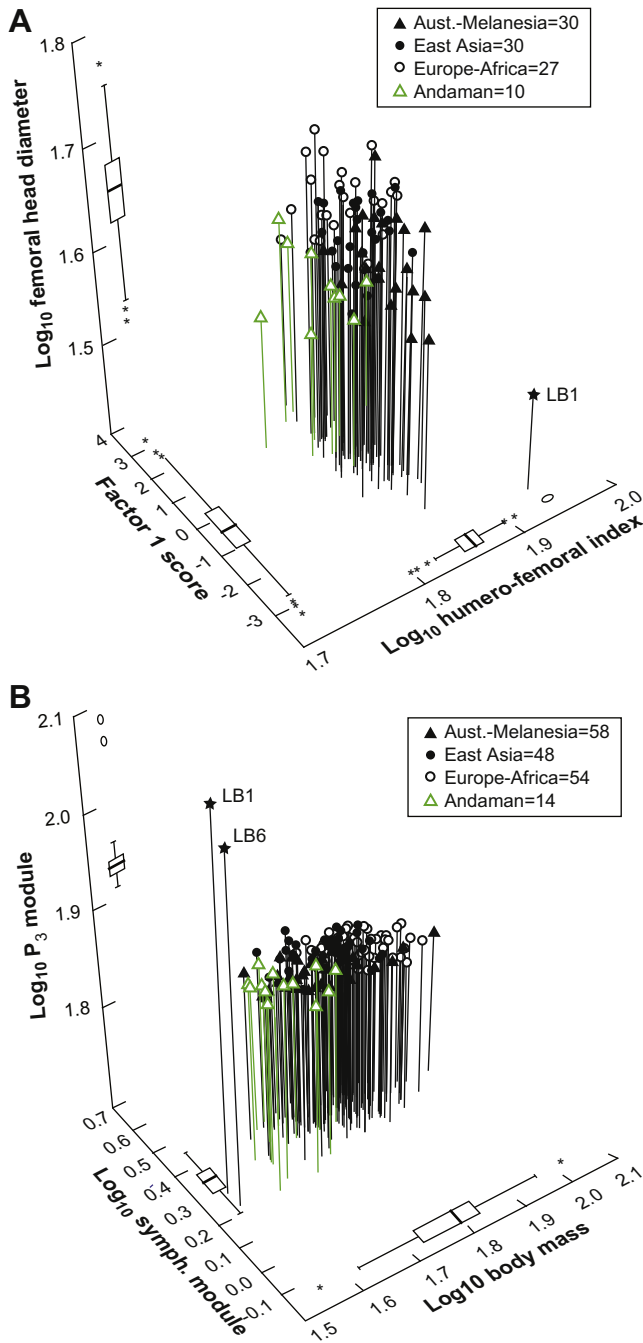 A
Aust.-Melanesia=30
East Asia=30
Europe-Africa=27
Andaman=10
Log10 femoral head diameter
1.8
1.7
1.6
1.5
LB1
4
3
2
1
0
-1
-2
-3
Factor 1 score
1.7
1.8
1.9
2.0
Log10 humero-femoral index
B
Aust.-Melanesia=58
East Asia=48
Europe-Africa=54
Andaman=14
Log10 P3 module
2.1
2.0
1.9
1.8
LB1
LB6
0.7
0.6
0.5
0.4
0.3
0.2
0.1
0.0
-0.1
Log10 symph. module
1.5
1.6
1.7
1.8
1.9
2.0
2.1
Log10 body mass